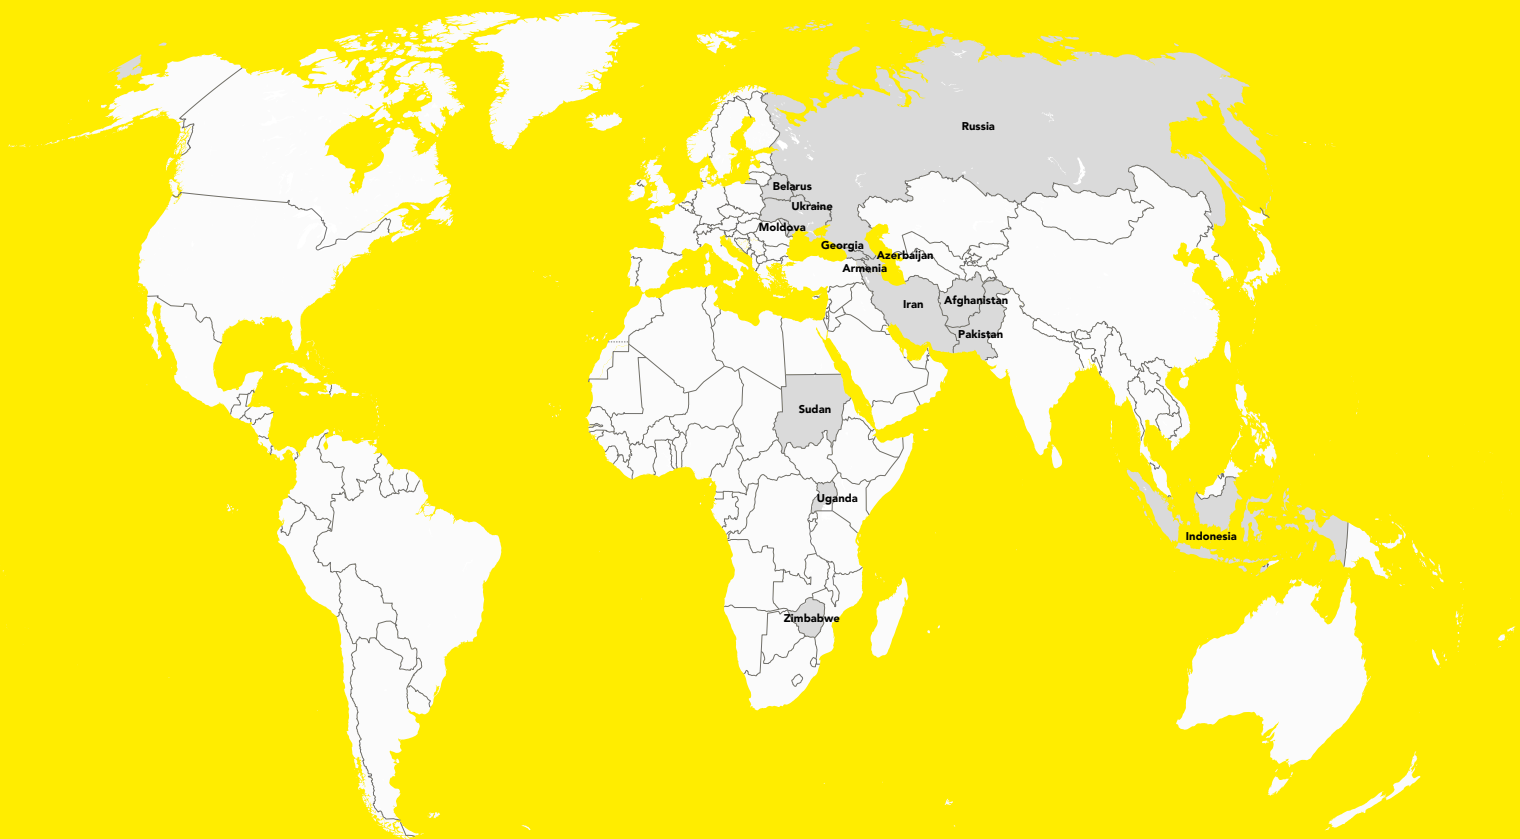 Russia
Belarus
Ukraine
Moldova
Georgia
Azerbaijan
Armenia
Iran
Afghanistan
Pakistan
Sudan
Uganda
Indonesia
Zimbabwe